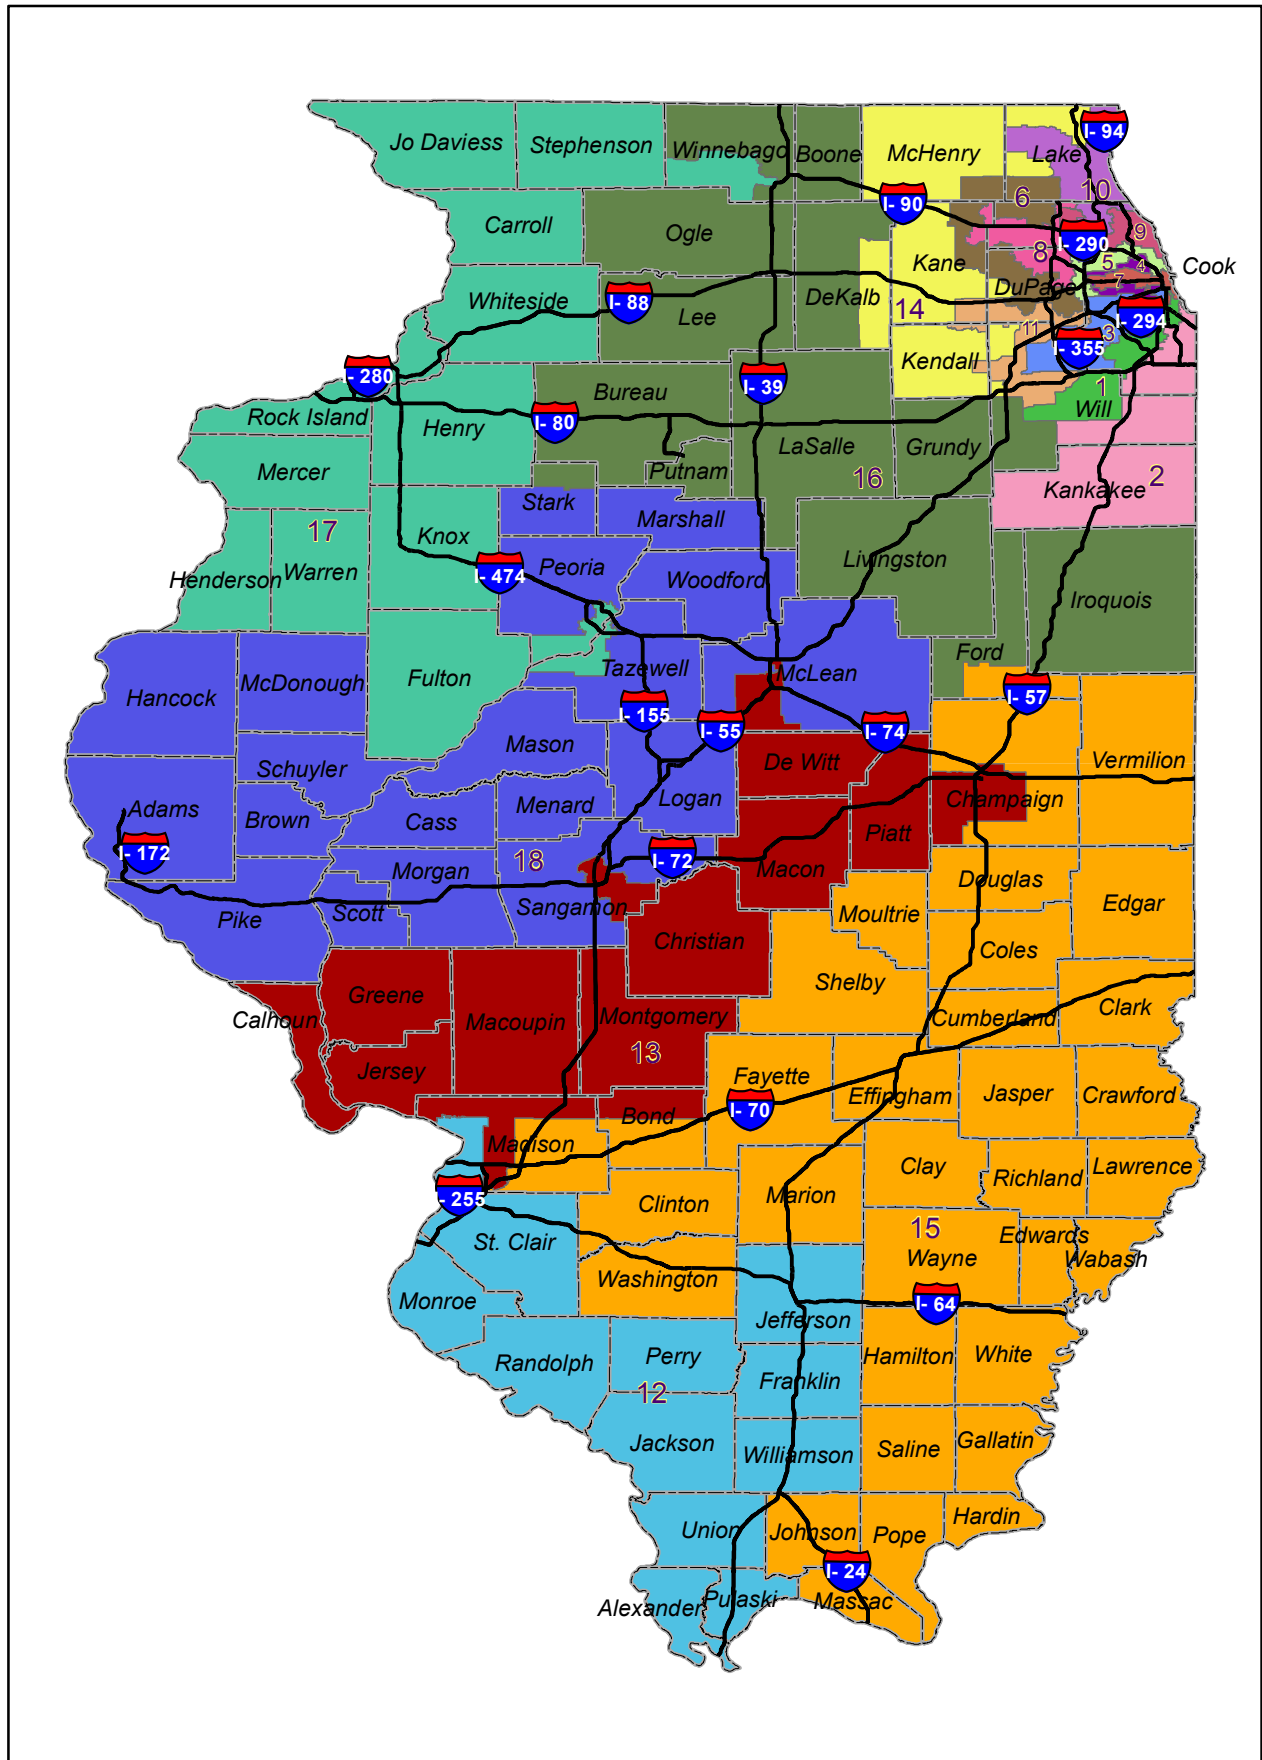 I- 94
Jo Daviess
Stephenson
Winnebago
Boone
McHenry
Lake
10
6
I- 90
Carroll
Ogle
I- 290
9
8
5
4
Cook
Kane
DuPage
7
Whiteside
I- 88
Lee
DeKalb
14
I- 294
11
3
I- 355
Kendall
I- 280
I- 39
Bureau
1
Will
Rock Island
Henry
I- 80
LaSalle
Grundy
Mercer
Putnam
16
Kankakee
2
Stark
Marshall
17
Knox
Henderson
Warren
I- 474
Peoria
Woodford
Livingston
Iroquois
Ford
Hancock
McDonough
Fulton
Tazewell
McLean
I- 57
I- 155
I- 55
I- 74
Mason
De Witt
Vermilion
Schuyler
Adams
Brown
Cass
Menard
Logan
Champaign
Piatt
I- 172
18
I- 72
Morgan
Macon
Douglas
Pike
Scott
Sangamon
Moultrie
Edgar
Christian
Coles
Shelby
Greene
Calhoun
Macoupin
Montgomery
Cumberland
Clark
13
Jersey
Fayette
Effingham
Jasper
Crawford
I- 70
Bond
Madison
Clay
Richland
Lawrence
I- 255
Clinton
Marion
St. Clair
15
Edwards
Wayne
Wabash
Washington
Monroe
I- 64
Jefferson
Randolph
Perry
Hamilton
White
12
Franklin
Jackson
Williamson
Saline
Gallatin
Union
Johnson
Pope
Hardin
I- 24
Alexander
Pulaski
Massac